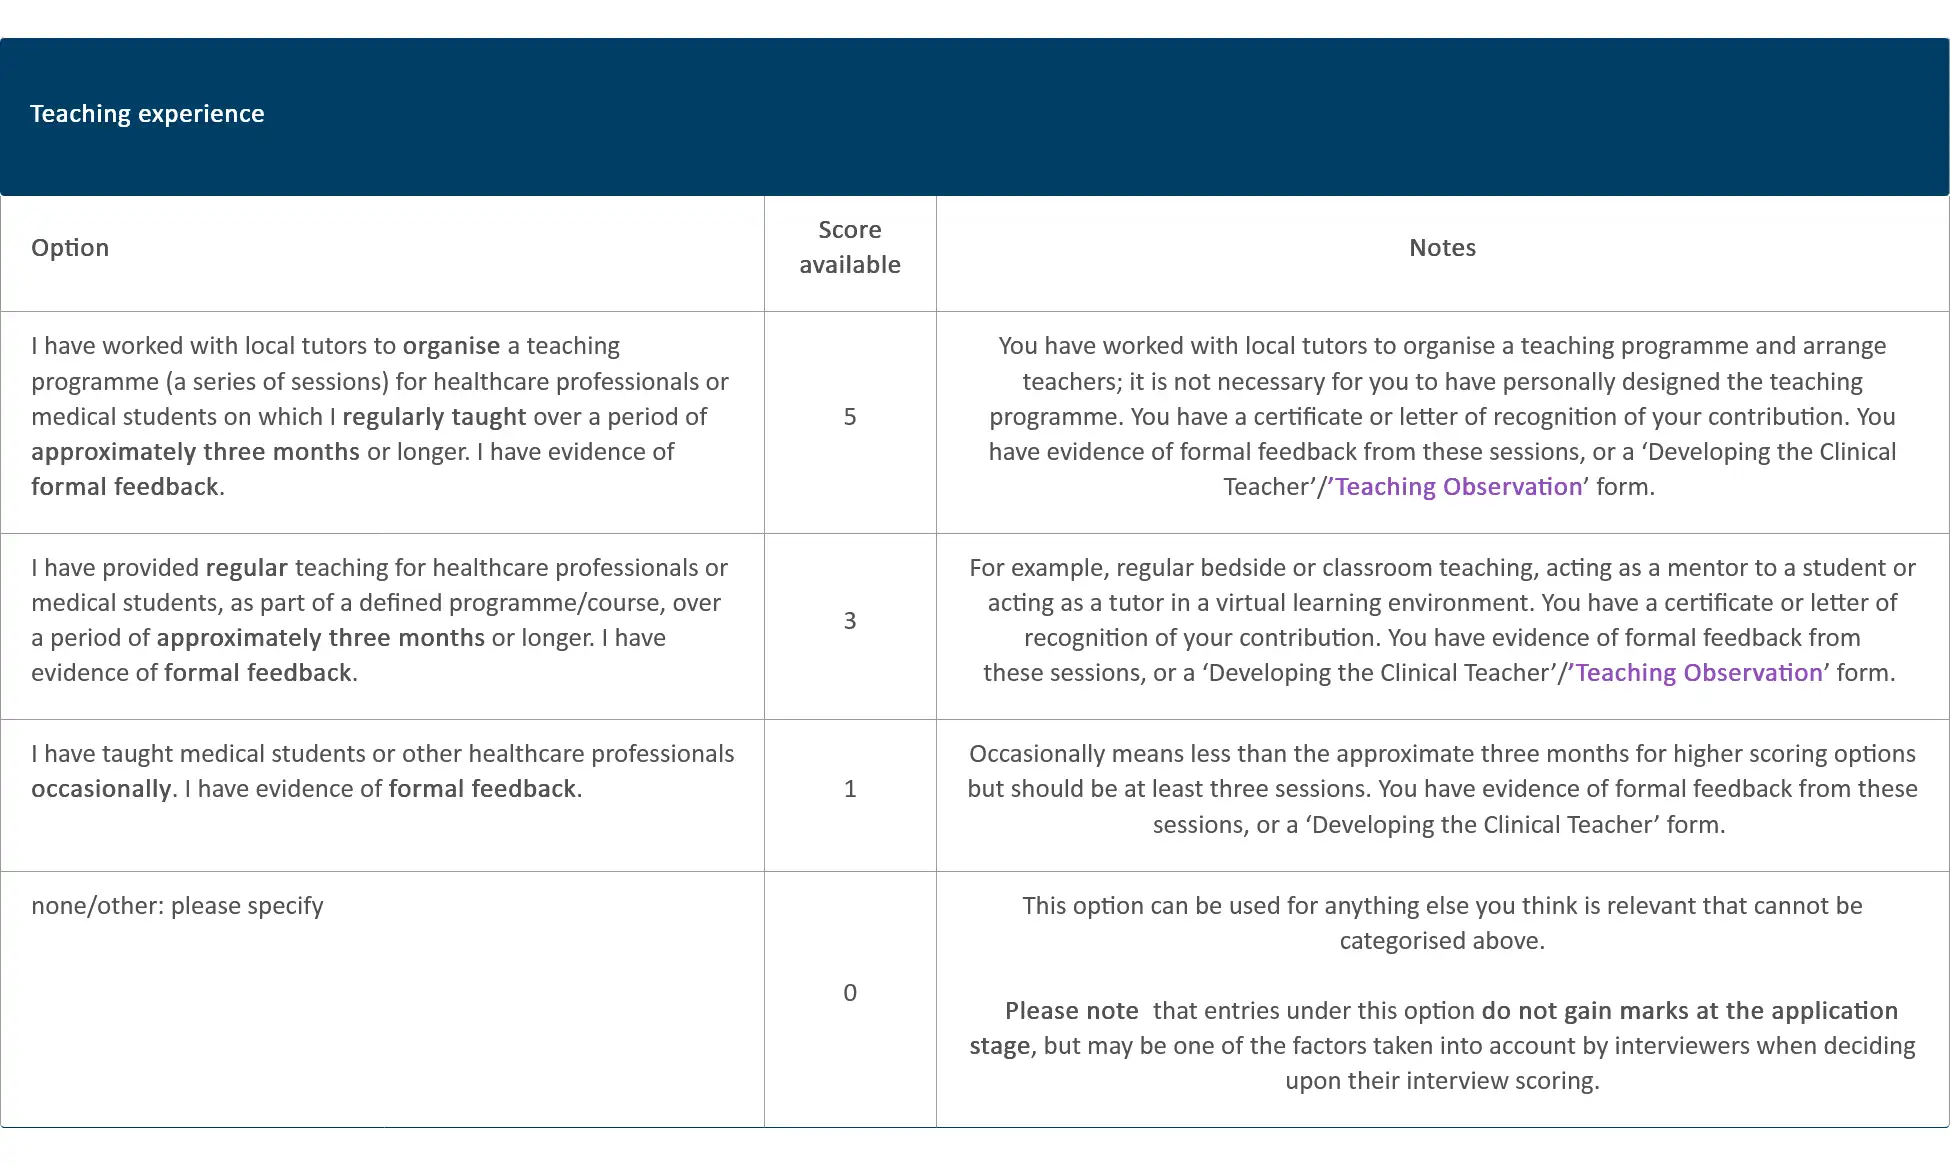 Teaching experience
Option
Score
available
Notes
I have worked with local tutors to organise a teaching
programme (a series of sessions) for healthcare professionals or
medical students on which I regularly taught over a period of
approximately three months or longer. I have evidence of
formal feedback.
5
You have worked with local tutors to organise a teaching programme and arrange
teachers; it is not necessary for you to have personally designed the teaching
programme. You have a certificate or letter of recognition of your contribution. You
have evidence of formal feedback from these sessions, or a ‘Developing the Clinical
Teacher’/’Teaching Observation’ form.
I have provided regular teaching for healthcare professionals or
medical students, as part of a defined programme/course, over
a period of approximately three months or longer. I have
evidence of formal feedback.
3
For example, regular bedside or classroom teaching, acting as a mentor to a student or
acting as a tutor in a virtual learning environment. You have a certificate or letter of
recognition of your contribution. You have evidence of formal feedback from
these sessions, or a ‘Developing the Clinical Teacher’/’Teaching Observation’ form.
I have taught medical students or other healthcare professionals
occasionally. I have evidence of formal feedback.
1
Occasionally means less than the approximate three months for higher scoring options
but should be at least three sessions. You have evidence of formal feedback from these
sessions, or a ‘Developing the Clinical Teacher’ form.
none/other: please specify
0
This option can be used for anything else you think is relevant that cannot be
categorised above.
Please note that entries under this option do not gain marks at the application
stage, but may be one of the factors taken into account by interviewers when deciding
upon their interview scoring.